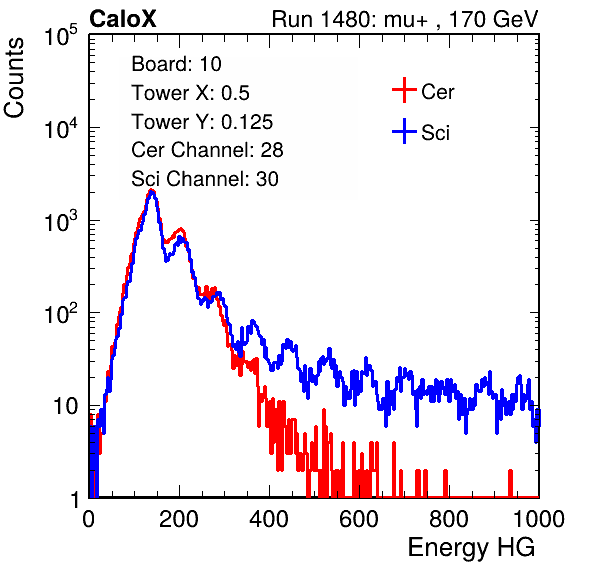 CaloX Run 1480: mu+ , 170 GeV
Counts
Board: 10
Tower X: 0.5
Tower Y: 0.125
Cer Channel: 28
Sci Channel: 30
Cer
Sci
10^5
10^4
10^3
10^2
10
1
0 200 400 600 800 1000
Energy HG